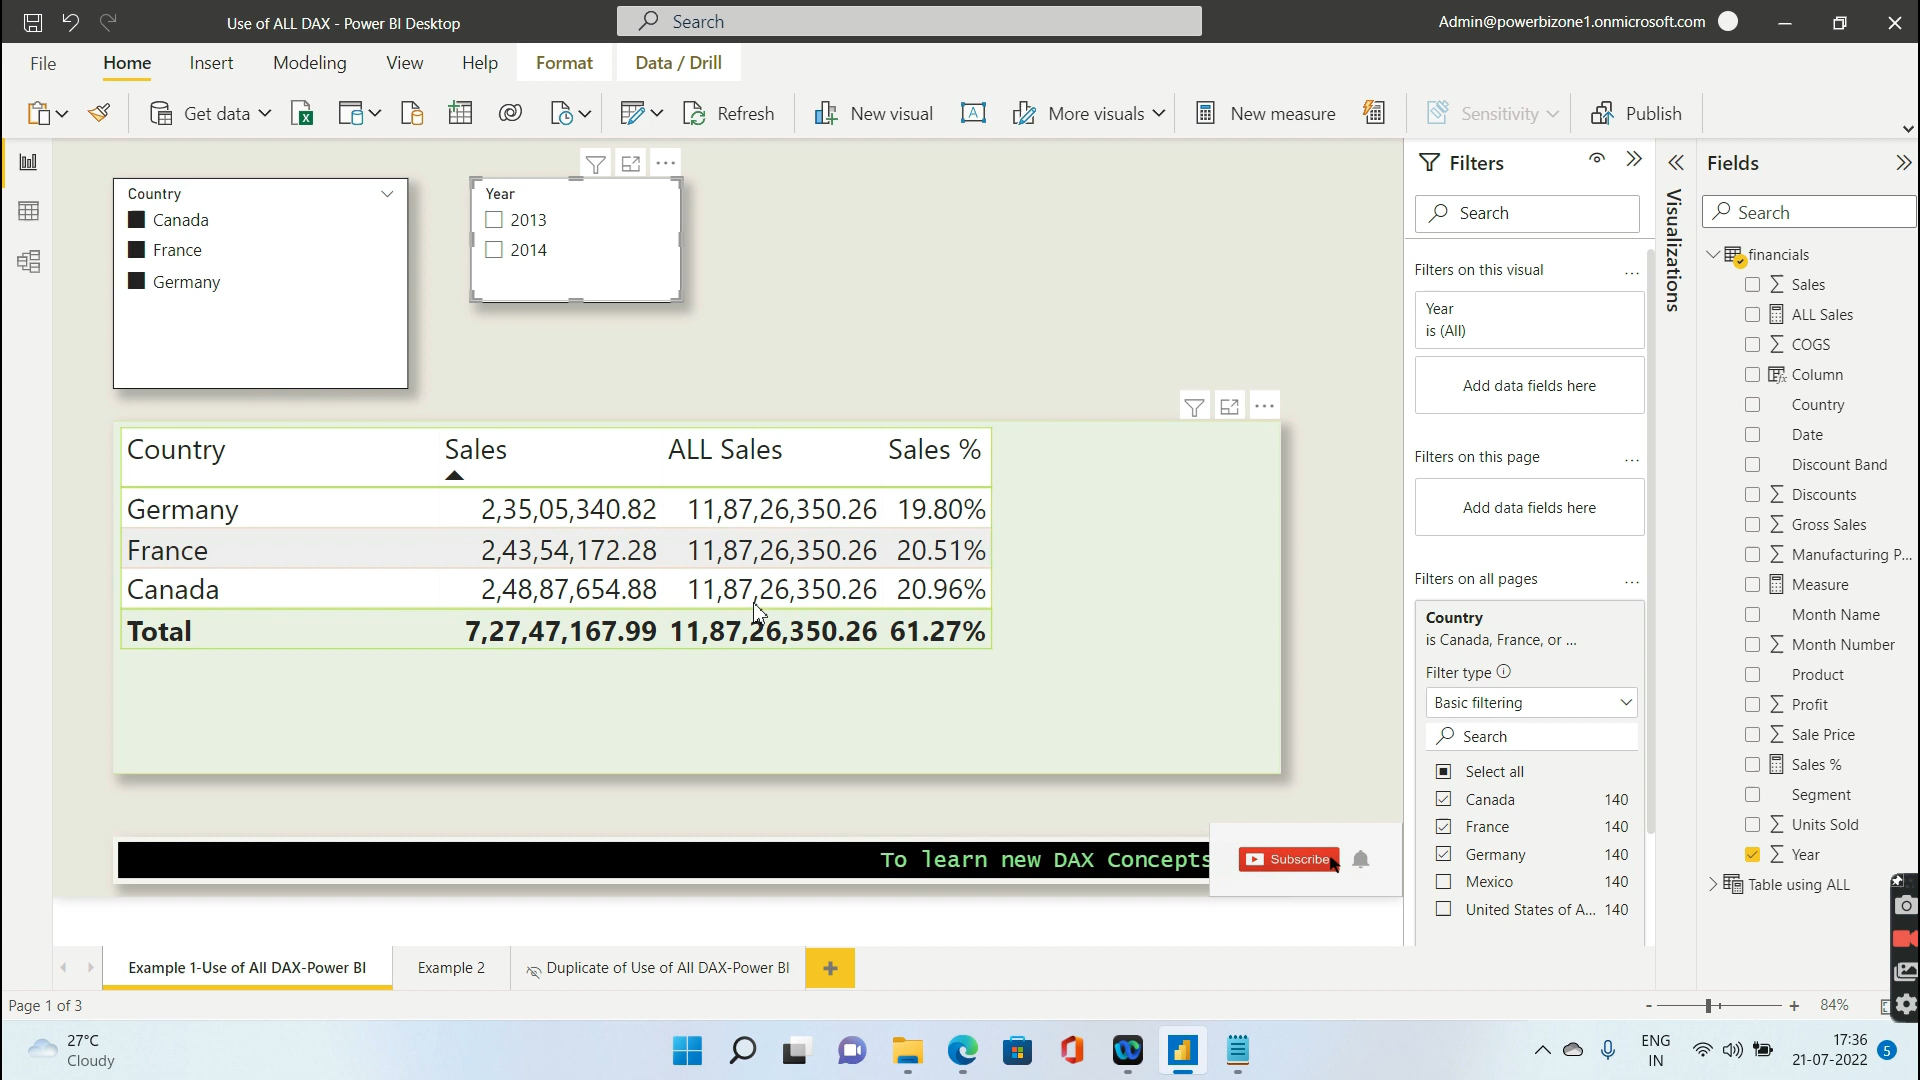 Use of ALL DAX - Power BI Desktop
Search
Admin@powerbizone1.onmicrosoft.com
File
Home
Insert
Modeling
View
Help
Format
Data / Drill
Get data
Refresh
New visual
More visuals
New measure
Sensitivity
Publish
Country
Canada
France
Germany
Year
2013
2014
Country Sales ALL Sales Sales %
Germany 2,35,05,340.82 11,87,26,350.26 19.80%
France 2,43,54,172.28 11,87,26,350.26 20.51%
Canada 2,48,87,654.88 11,87,26,350.26 20.96%
Total 7,27,47,167.99 11,87,26,350.26 61.27%
To learn new DAX Concepts
Subscribe
Filters
Search
Filters on this visual ...
Year
is (All)
Add data fields here
Filters on this page ...
Add data fields here
Filters on all pages ...
Country
is Canada, France, or ...
Filter type
Basic filtering
Search
Select all
Canada 140
France 140
Germany 140
Mexico 140
United States of A... 140
Visualizations
Fields
Search
financials
Sales
ALL Sales
COGS
Column
Country
Date
Discount Band
Discounts
Gross Sales
Manufacturing P...
Measure
Month Name
Month Number
Product
Profit
Sale Price
Sales %
Segment
Units Sold
Year
Table using ALL
Example 1-Use of All DAX-Power BI
Example 2
Duplicate of Use of All DAX-Power BI
Page 1 of 3
- + 84%
27°C
Cloudy
ENG
IN
17:36
21-07-2022
5